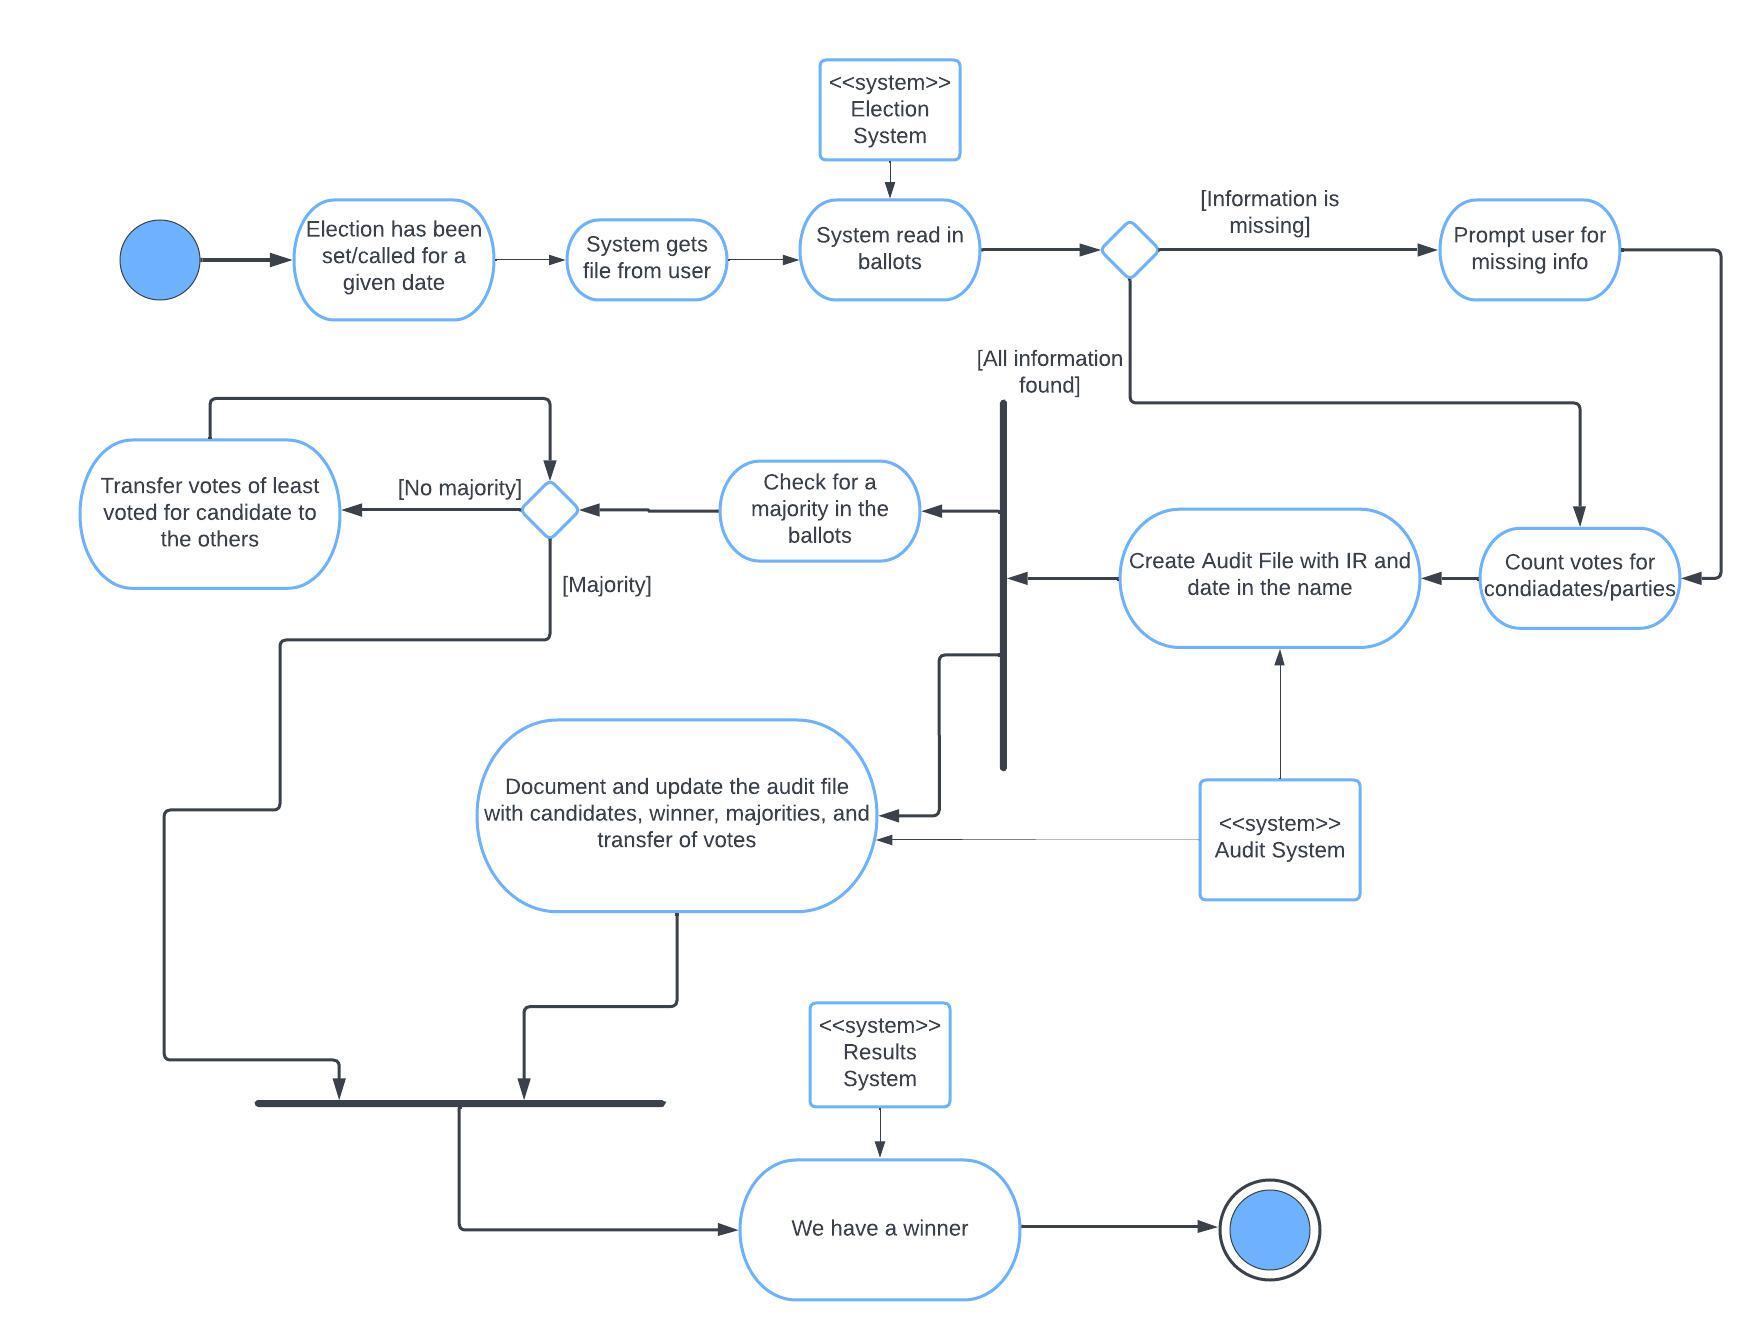 <<system>>
Election
System
Election has been
set/called for a
given date
System gets
file from user
System read in
ballots
[Information is
missing]
Prompt user for
missing info
[All information
found]
Transfer votes of least
voted for candidate to
the others
[No majority]
[Majority]
Check for a
majority in the
ballots
Create Audit File with IR and
date in the name
Count votes for
condiadates/parties
Document and update the audit file
with candidates, winner, majorities, and
transfer of votes
<<system>>
Audit System
<<system>>
Results
System
We have a winner